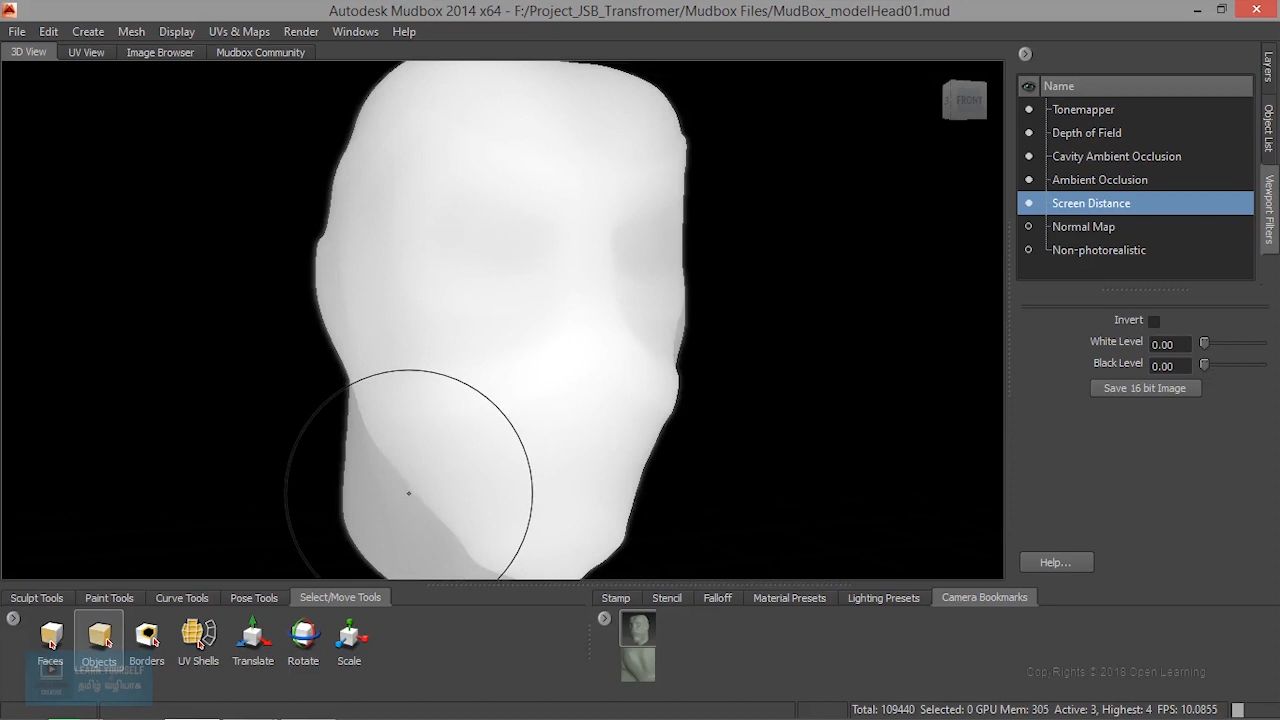 Autodesk Mudbox 2014 x64 - F:/Project_JSB_Transfromer/Mudbox Files/MudBox_modelHead01.mud
File Edit Create Mesh Display UVs & Maps Render Windows Help
3D View UV View Image Browser Mudbox Community
FRONT
Name
Tonemapper
Depth of Field
Cavity Ambient Occlusion
Ambient Occlusion
Screen Distance
Normal Map
Non-photorealistic
Layers
Object List
Viewport Filters
Invert
White Level 0.00
Black Level 0.00
Save 16 bit Image
Help...
Sculpt Tools Paint Tools Curve Tools Pose Tools Select/Move Tools
Stamp Stencil Falloff Material Presets Lighting Presets Camera Bookmarks
Faces Objects Borders UV Shells Translate Rotate Scale
LEARN YOURSELF
தமிழ் வழியாக
CREATIVE
Copy Rights © 2018 Open Learning
Total: 109440 Selected: 0 GPU Mem: 305 Active: 3, Highest: 4 FPS: 10.0855